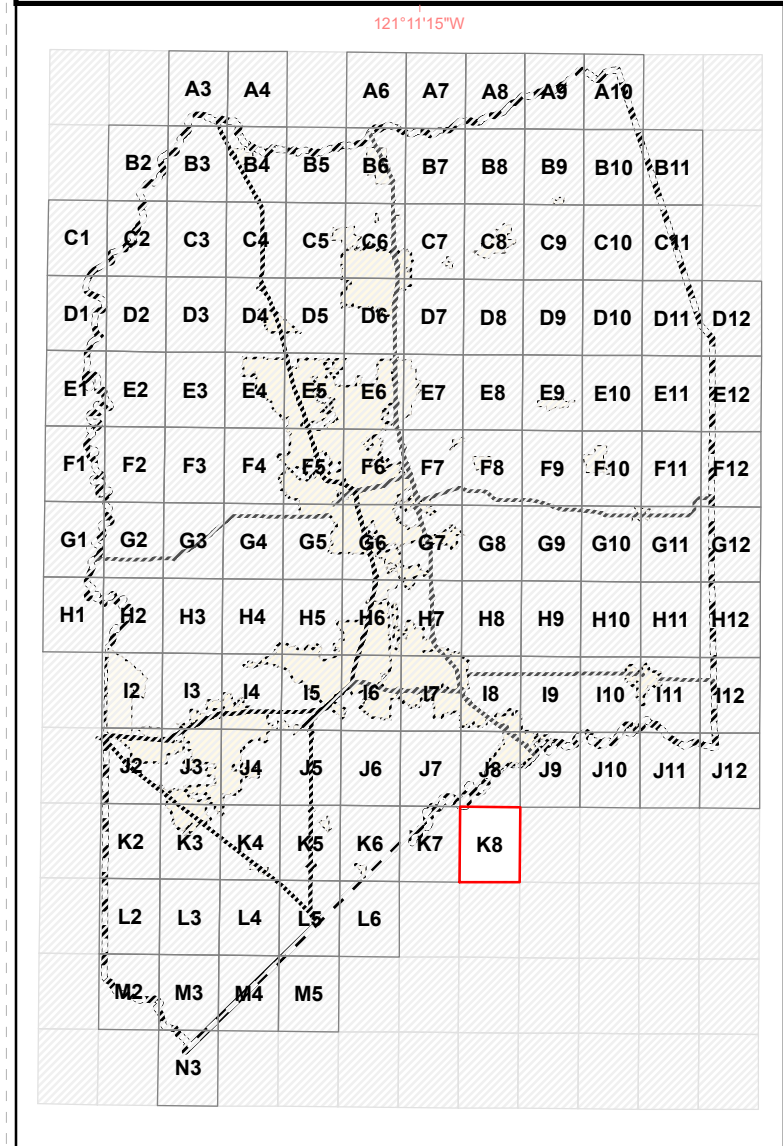 121°11'15"W
A3 A4 A6 A7 A8 A9 A10
B2 B3 B4 B5 B6 B7 B8 B9 B10 B11
C1 C2 C3 C4 C5 C6 C7 C8 C9 C10 C11
D1 D2 D3 D4 D5 D6 D7 D8 D9 D10 D11 D12
E1 E2 E3 E4 E5 E6 E7 E8 E9 E10 E11 E12
F1 F2 F3 F4 F5 F6 F7 F8 F9 F10 F11 F12
G1 G2 G3 G4 G5 G6 G7 G8 G9 G10 G11 G12
H1 H2 H3 H4 H5 H6 H7 H8 H9 H10 H11 H12
I2 I3 I4 I5 I6 I7 I8 I9 I10 I11 I12
J2 J3 J4 J5 J6 J7 J8 J9 J10 J11 J12
K2 K3 K4 K5 K6 K7 K8
L2 L3 L4 L5 L6
M2 M3 M4 M5
N3